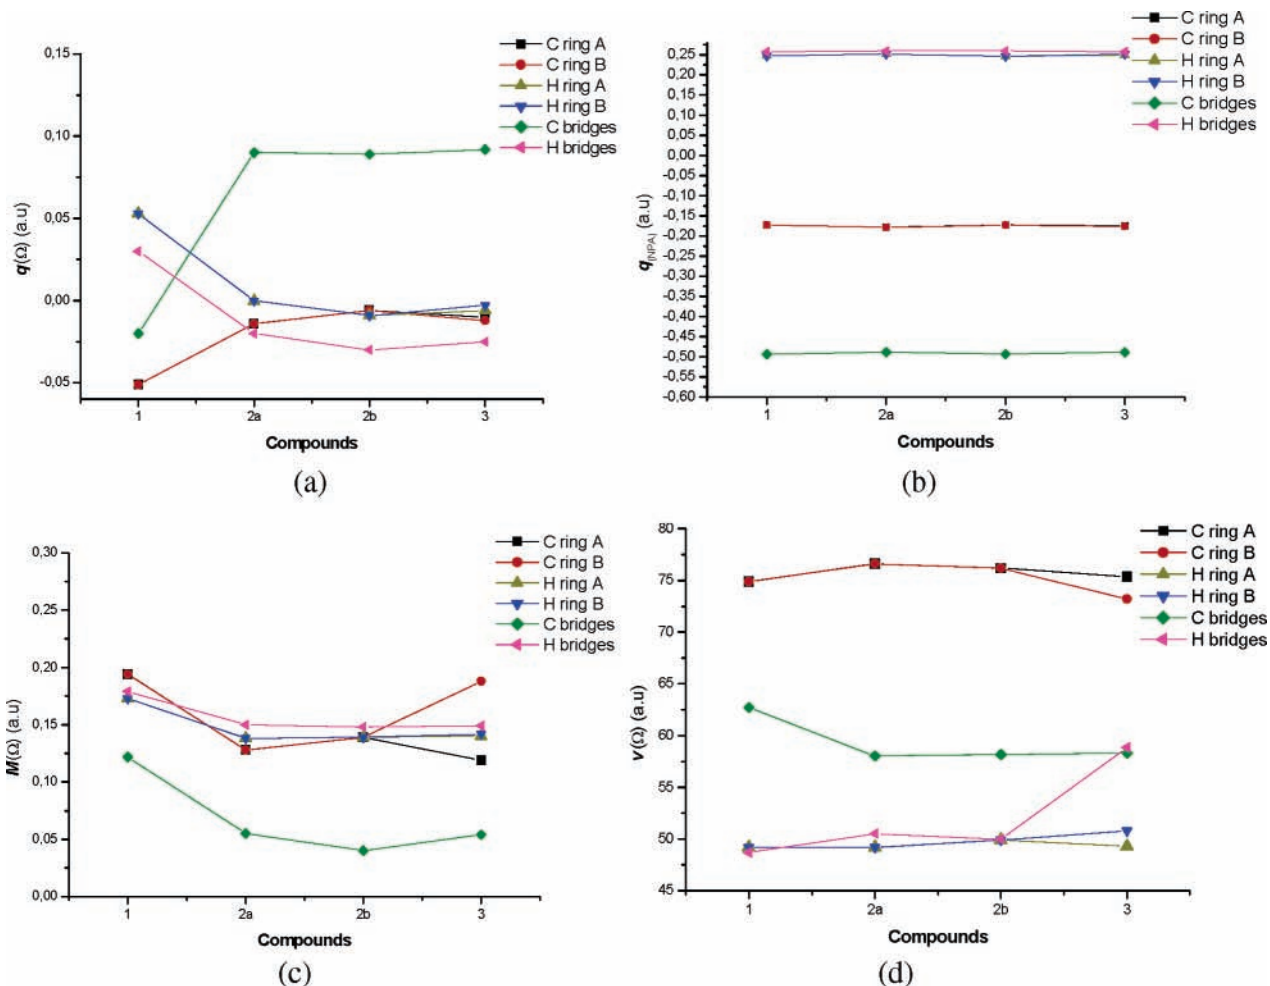 C ring A
C ring B
H ring A
H ring B
C bridges
H bridges
0,15
0,10
0,05
0,00
-0,05
q(Ω) (a.u)
1 2a 2b 3
Compounds
(a)
C ring A
C ring B
H ring A
H ring B
C bridges
H bridges
0,25
0,20
0,15
0,10
0,05
0,00
-0,05
-0,10
-0,15
-0,20
-0,25
-0,30
-0,35
-0,40
-0,45
-0,50
-0,55
-0,60
q[NPA] (a.u)
1 2a 2b 3
Compounds
(b)
C ring A
C ring B
H ring A
H ring B
C bridges
H bridges
0,30
0,25
0,20
0,15
0,10
0,05
0,00
M(Ω) (a.u)
1 2a 2b 3
Compounds
(c)
C ring A
C ring B
H ring A
H ring B
C bridges
H bridges
80
75
70
65
60
55
50
45
v(Ω) (a.u)
1 2a 2b 3
Compounds
(d)